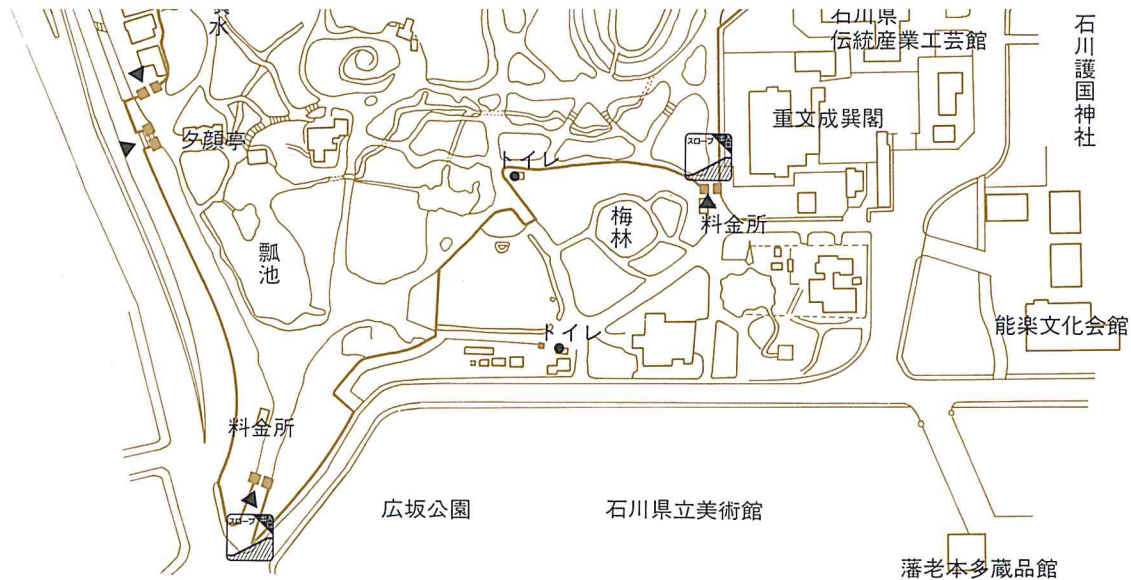 水
石川県
伝統産業工芸館
石川護国神社
重文成巽閣
夕顔亭
トイレ
スロープ
梅林
料金所
瓢池
能楽文化会館
トイレ
料金所
広坂公園
石川県立美術館
スロープ
藩老本多蔵品館